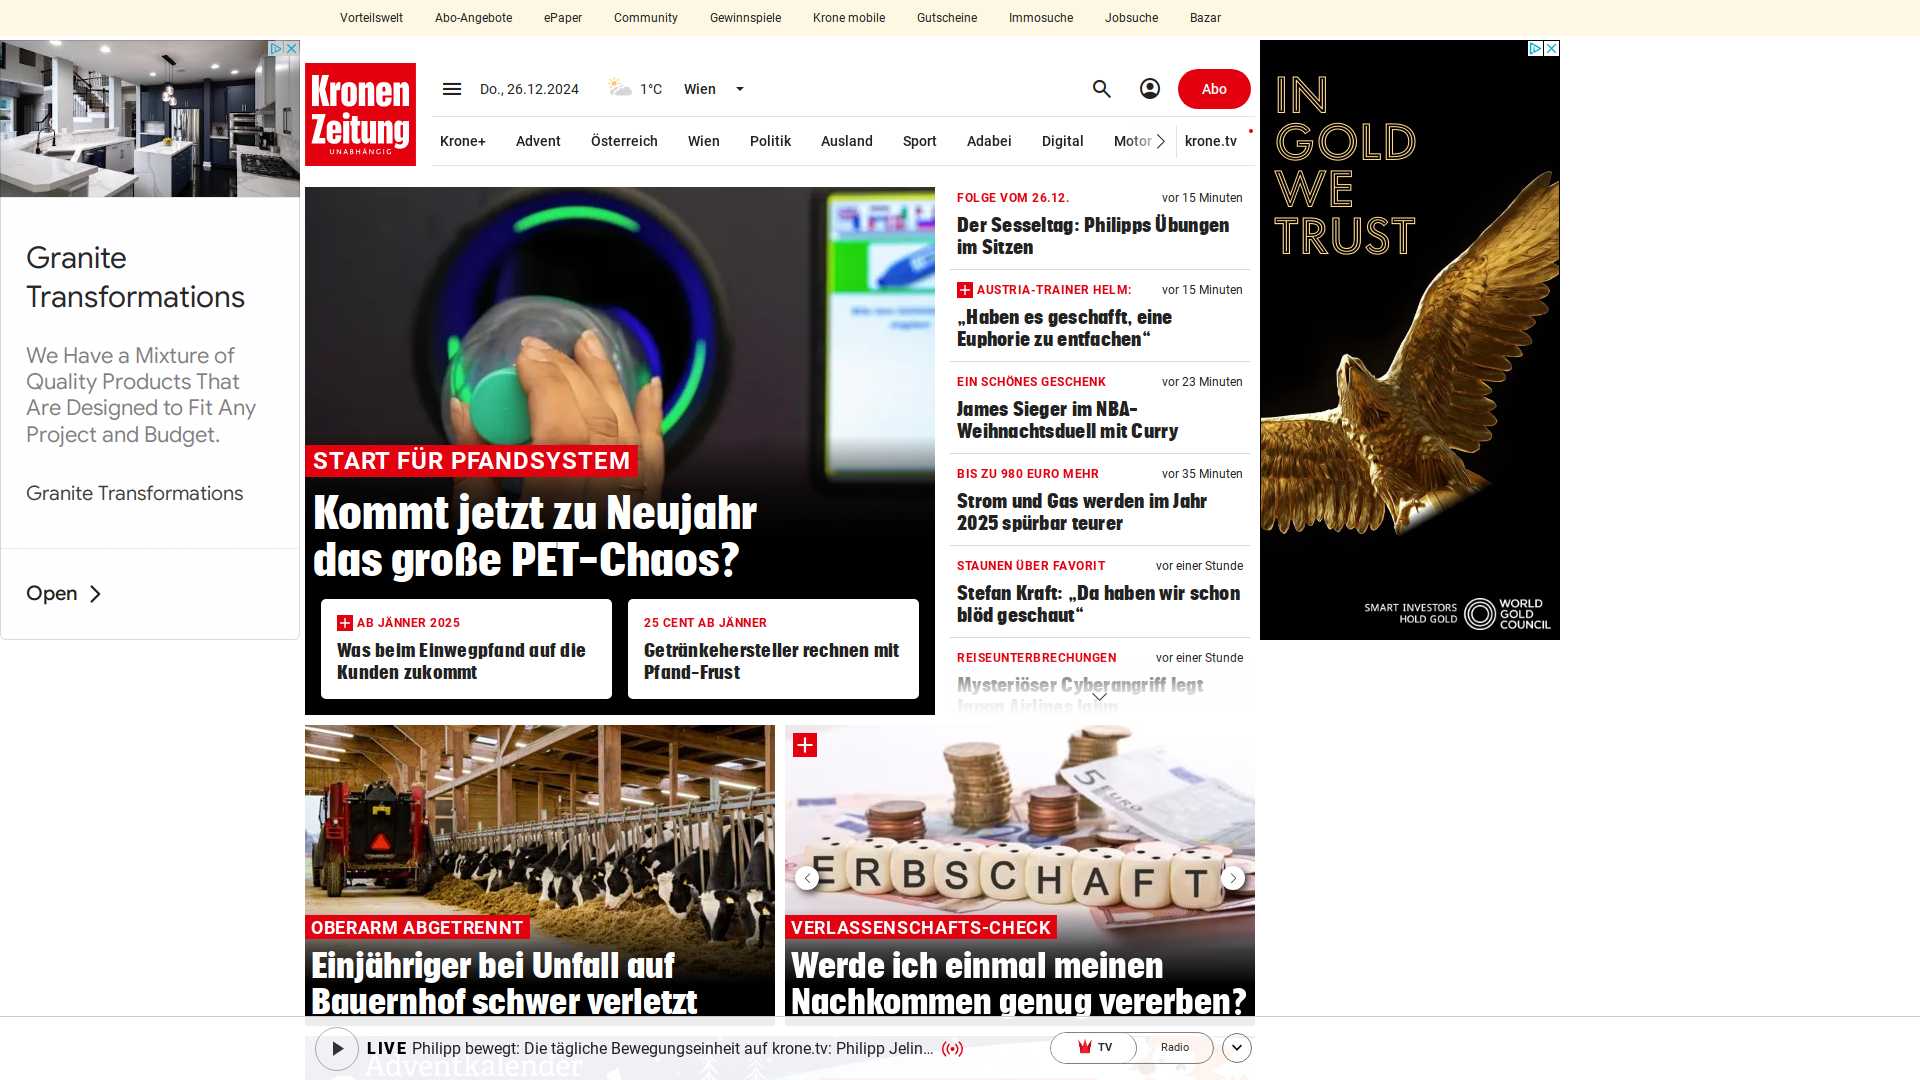 Vorteilswelt
Abo-Angebote
ePaper
Community
Gewinnspiele
Krone mobile
Gutscheine
Immosuche
Jobsuche
Bazar
Kronen
Zeitung
UNABHÄNGIG
Do., 26.12.2024
1°C
Wien
Abo
Krone+
Advent
Österreich
Wien
Politik
Ausland
Sport
Adabei
Digital
Motor
krone.tv
Granite
Transformations
We Have a Mixture of
Quality Products That
Are Designed to Fit Any
Project and Budget.
Granite Transformations
Open
START FÜR PFANDSYSTEM
Kommt jetzt zu Neujahr
das große PET-Chaos?
AB JÄNNER 2025
Was beim Einwegpfand auf die
Kunden zukommt
25 CENT AB JÄNNER
Getränkehersteller rechnen mit
Pfand-Frust
FOLGE VOM 26.12.
vor 15 Minuten
Der Sesseltag: Philipps Übungen
im Sitzen
AUSTRIA-TRAINER HELM:
vor 15 Minuten
„Haben es geschafft, eine
Euphorie zu entfachen“
EIN SCHÖNES GESCHENK
vor 23 Minuten
James Sieger im NBA-
Weihnachtsduell mit Curry
BIS ZU 980 EURO MEHR
vor 35 Minuten
Strom und Gas werden im Jahr
2025 spürbar teurer
STAUNEN ÜBER FAVORIT
vor einer Stunde
Stefan Kraft: „Da haben wir schon
blöd geschaut“
REISEUNTERBRECHUNGEN
vor einer Stunde
Mysteriöser Cyberangriff legt
Japan Airlines lahm
IN
GOLD
WE
TRUST
SMART INVESTORS
HOLD GOLD
WORLD
GOLD
COUNCIL
OBERARM ABGETRENNT
Einjähriger bei Unfall auf
Bauernhof schwer verletzt
5 EURO
ERBSCHAFT
VERLASSENSCHAFTS-CHECK
Werde ich einmal meinen
Nachkommen genug vererben?
LIVE Philipp bewegt: Die tägliche Bewegungseinheit auf krone.tv: Philipp Jelin...
TV
Radio
Adventkalender